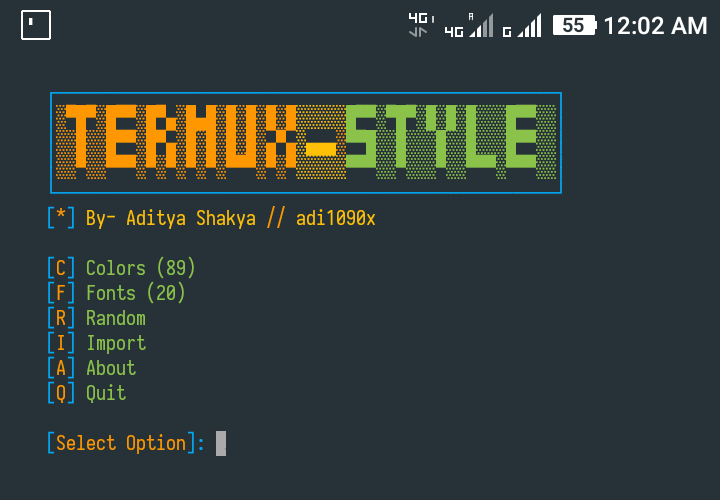 4G 4G R G 55 12:02 AM
TERMUX-STYLE
[*] By- Aditya Shakya // adi1090x
[C] Colors (89)
[F] Fonts (20)
[R] Random
[I] Import
[A] About
[Q] Quit
[Select Option]: